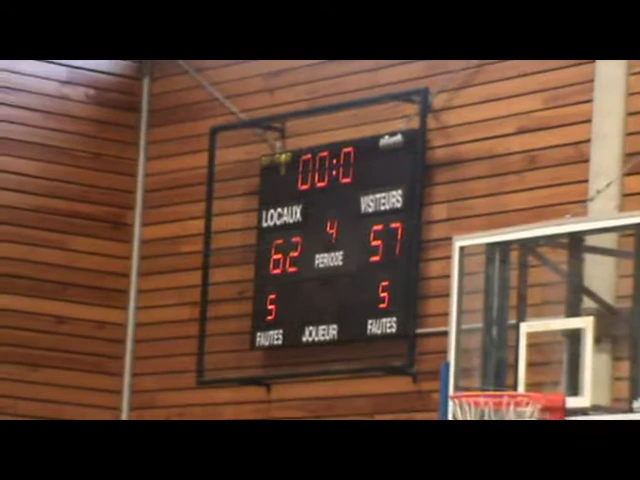 00:0
LOCAUX VISITEURS
4
62 PERIODE 57
5 5
FAUTES JOUEUR FAUTES